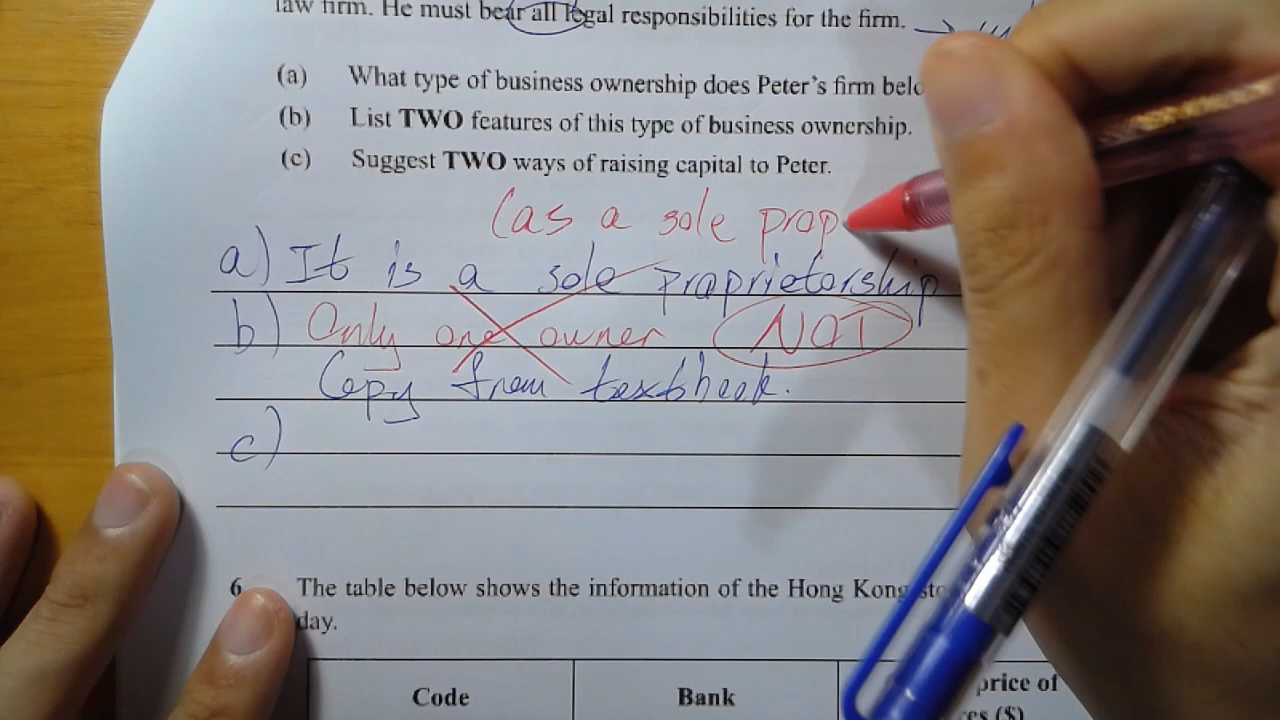 law firm. He must bear all legal responsibilities for the firm.
(a) What type of business ownership does Peter's firm belo
(b) List TWO features of this type of business ownership.
(c) Suggest TWO ways of raising capital to Peter.
(as a sole prop
a) It is a sole proprietorship
b) Only one owner NOT
Copy from textbook.
c)
6 The table below shows the information of the Hong Kong sto
day.
Code Bank price of
es ($)